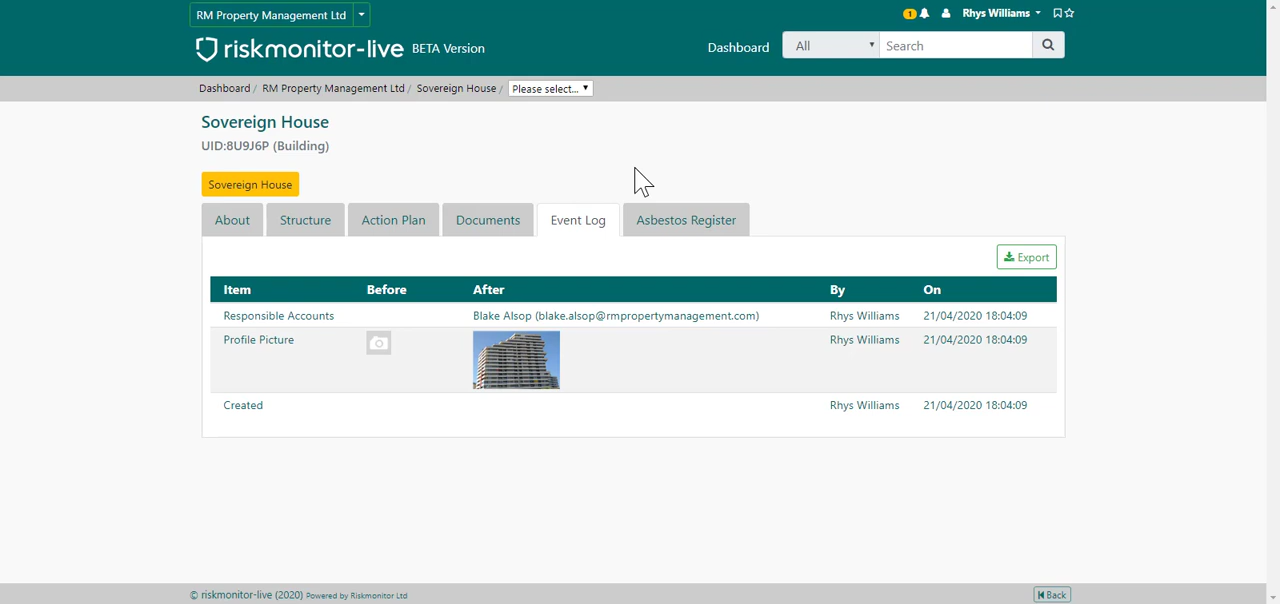 RM Property Management Ltd
1
Rhys Williams
riskmonitor-live BETA Version
Dashboard
All
Search
Dashboard / RM Property Management Ltd / Sovereign House / Please select...
Sovereign House
UID:8U9J6P (Building)
Sovereign House
About
Structure
Action Plan
Documents
Event Log
Asbestos Register
Export
Item Before After By On
Responsible Accounts Blake Alsop (blake.alsop@rmpropertymanagement.com) Rhys Williams 21/04/2020 18:04:09
Profile Picture Rhys Williams 21/04/2020 18:04:09
Created Rhys Williams 21/04/2020 18:04:09
© riskmonitor-live (2020) Powered by Riskmonitor Ltd
Back